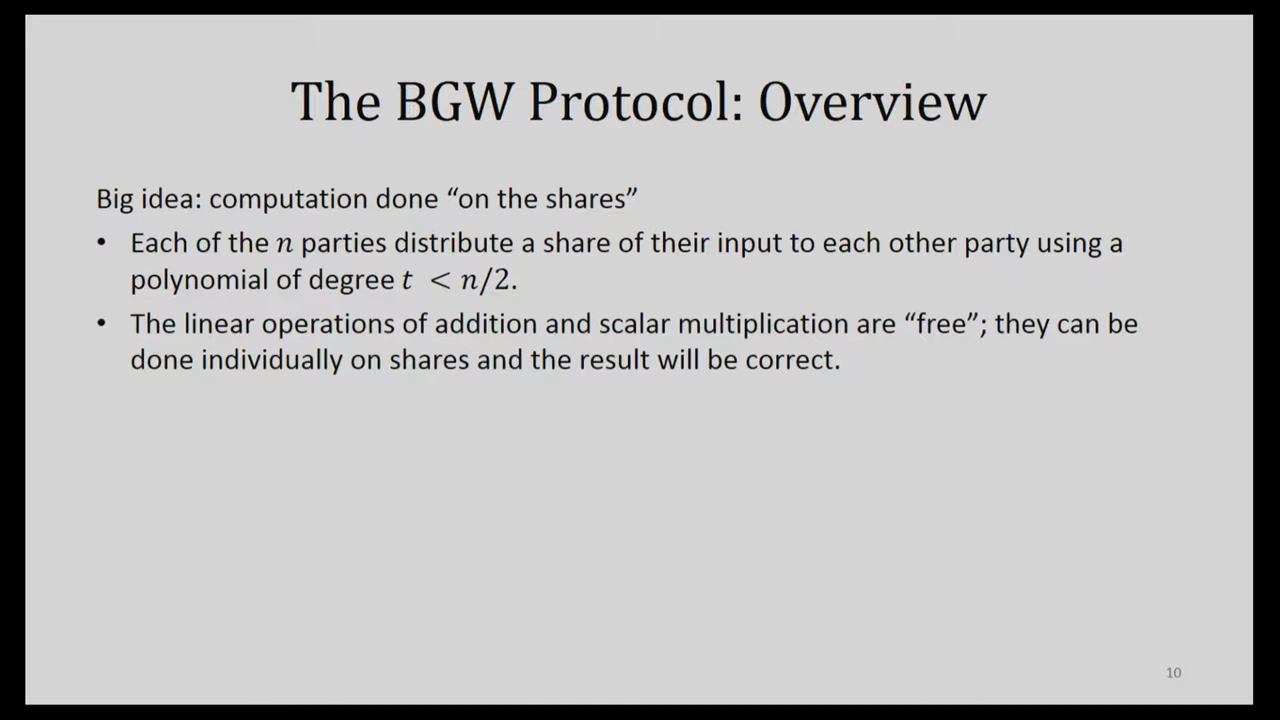 The BGW Protocol: Overview
Big idea: computation done “on the shares”
• Each of the n parties distribute a share of their input to each other party using a
polynomial of degree t < n/2.
• The linear operations of addition and scalar multiplication are “free”; they can be
done individually on shares and the result will be correct.
10